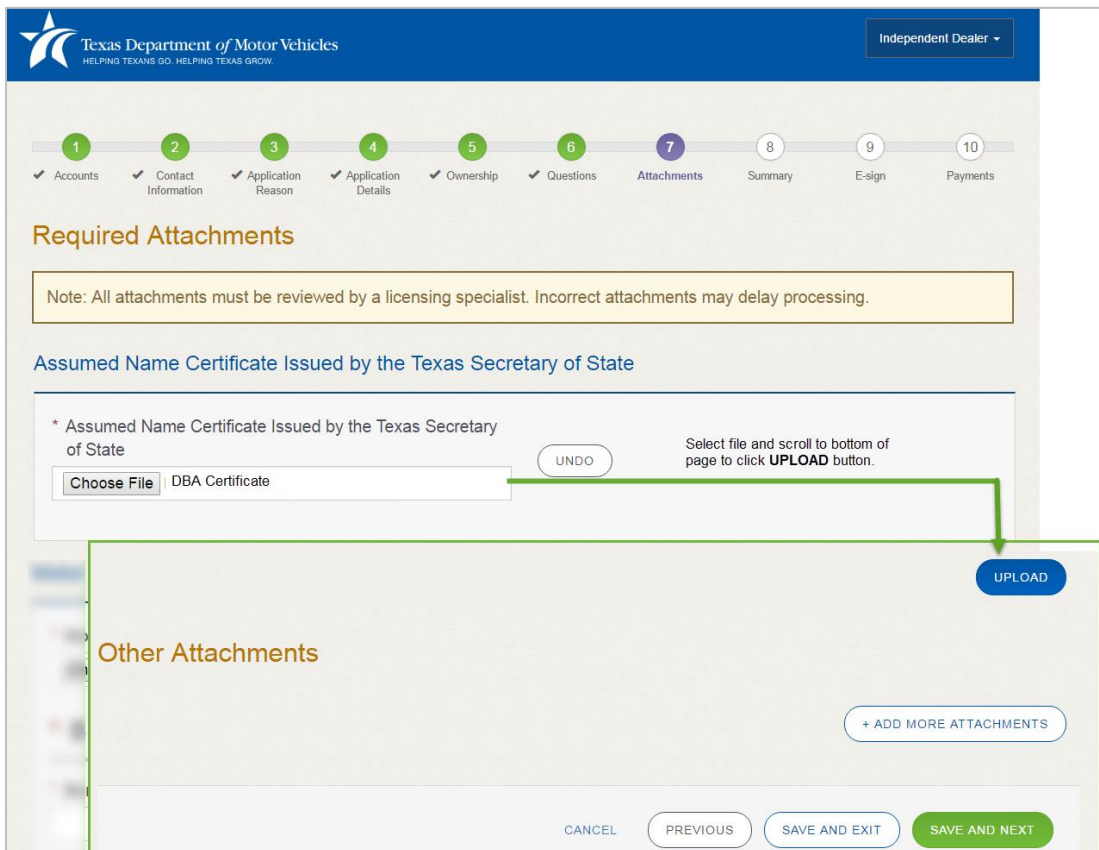 Texas Department of Motor Vehicles
HELPING TEXANS GO. HELPING TEXAS GROW.
Independent Dealer
1 2 3 4 5 6 7 8 9 10
Accounts Contact Information Application Reason Application Details Ownership Questions Attachments Summary E-sign Payments
Required Attachments
Note: All attachments must be reviewed by a licensing specialist. Incorrect attachments may delay processing.
Assumed Name Certificate Issued by the Texas Secretary of State
* Assumed Name Certificate Issued by the Texas Secretary
of State
UNDO
Select file and scroll to bottom of
page to click UPLOAD button.
Choose File DBA Certificate
UPLOAD
Other Attachments
+ ADD MORE ATTACHMENTS
CANCEL PREVIOUS SAVE AND EXIT SAVE AND NEXT